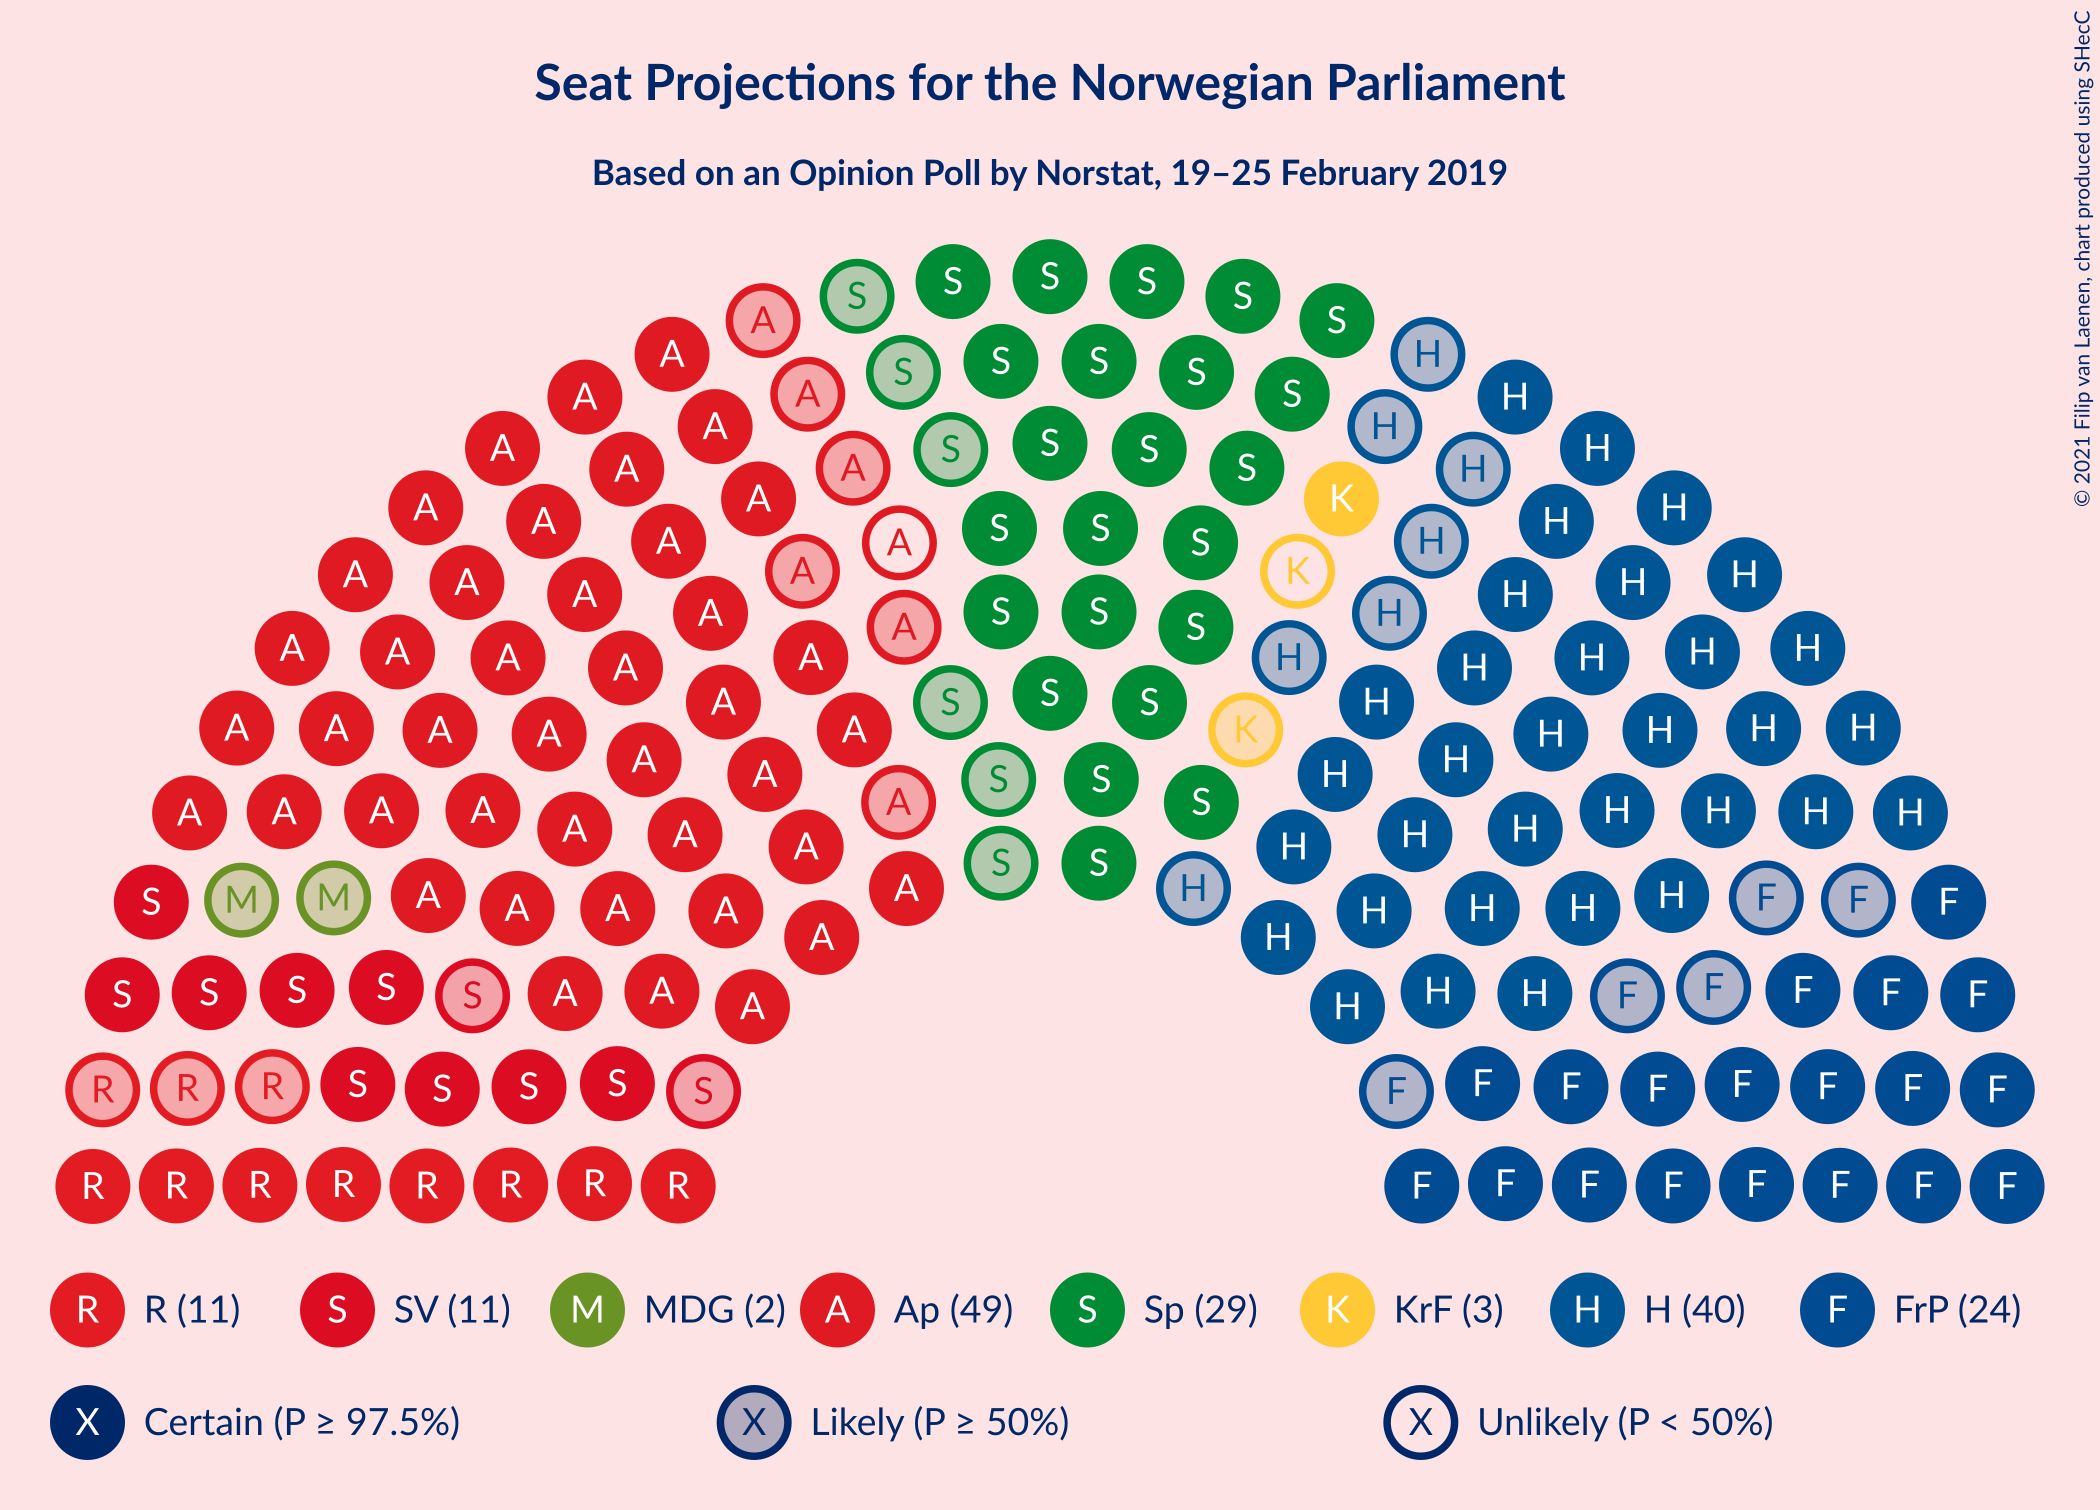 Seat Projections for the Norwegian Parliament
Based on an Opinion Poll by Norstat, 19–25 February 2019
© 2021 Filip van Laenen, chart produced using SHecC
S S S S S S
A H
A S S S S H
A A S S H H
A A S S S S H H
A A A K H H
A A S S S H H
A A A A K H H
A A A A S S S H H H
A A A A H H H H
A A A S S S K H H H
A A A A A A H H H H H H
A A A A A S S S H H H H H
A A A A S S H H H H
S M M A A A A A H H H H H F F F
S S S S S A A A A H H H H F F F F F
R R R S S S S S F F F F F F F F
R R R R R R R R F F F F F F F F
R R (11) S SV (11) M MDG (2) A Ap (49) S Sp (29) K KrF (3) H H (40) F FrP (24)
X Certain (P ≥ 97.5%) X Likely (P ≥ 50%) X Unlikely (P < 50%)